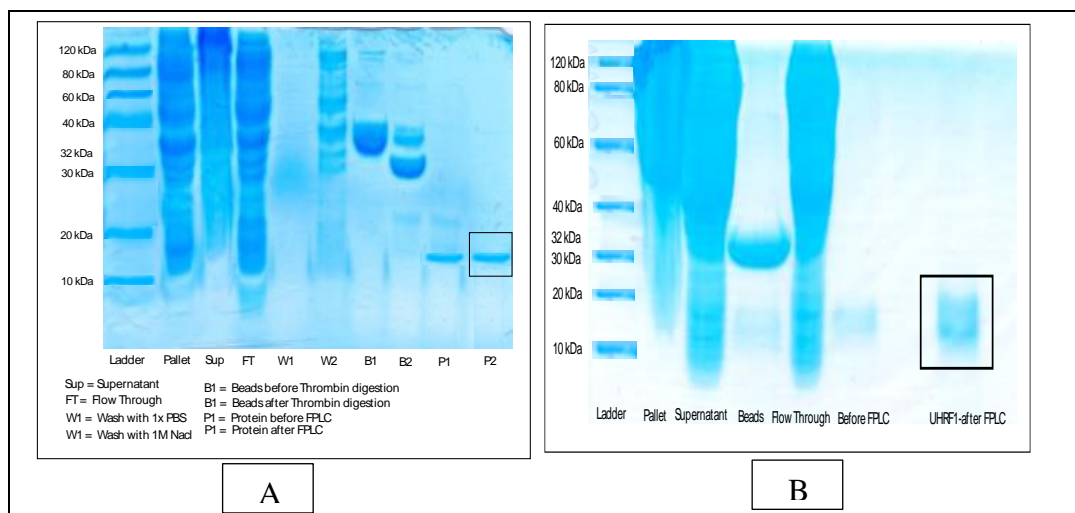 120 kDa
80 kDa
60 kDa
40 kDa
32 kDa
30 kDa
20 kDa
10 kDa
Ladder Pallet Sup FT W1 W2 B1 B2 P1 P2
Sup = Supernatant
FT = Flow Through
W1 = Wash with 1x PBS
W1 = Wash with 1M Nacl
B1 = Beads before Thrombin digestion
B1 = Beads after Thrombin digestion
P1 = Protein before FPLC
P1 = Protein after FPLC
A
120 kDa
80 kDa
60 kDa
40 kDa
32 kDa
30 kDa
20 kDa
10 kDa
Ladder Pallet Supernatant Beads Flow Through Before FPLC UHRF1-after FPLC
B